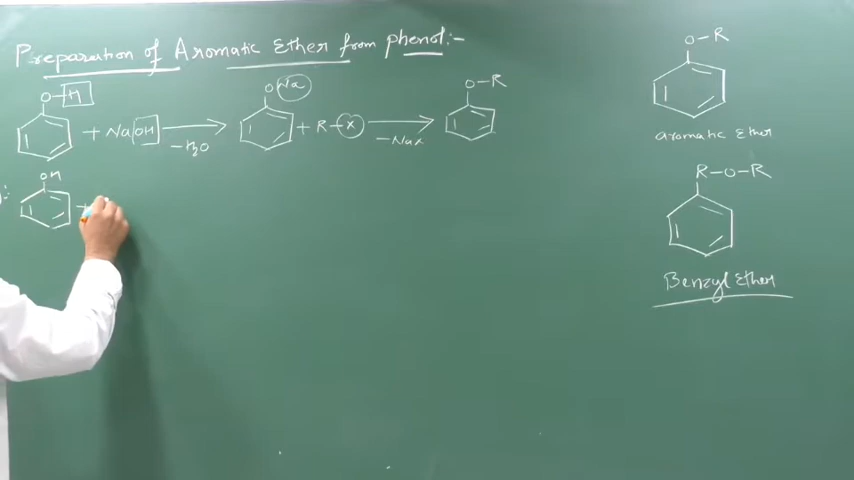 Preparation of Aromatic Ether from phenol:-
O-H + NaOH → -H2O ONa + R-X → -NaX O-R
OH +
O-R
aromatic Ether
R-O-R
Benzyl Ether